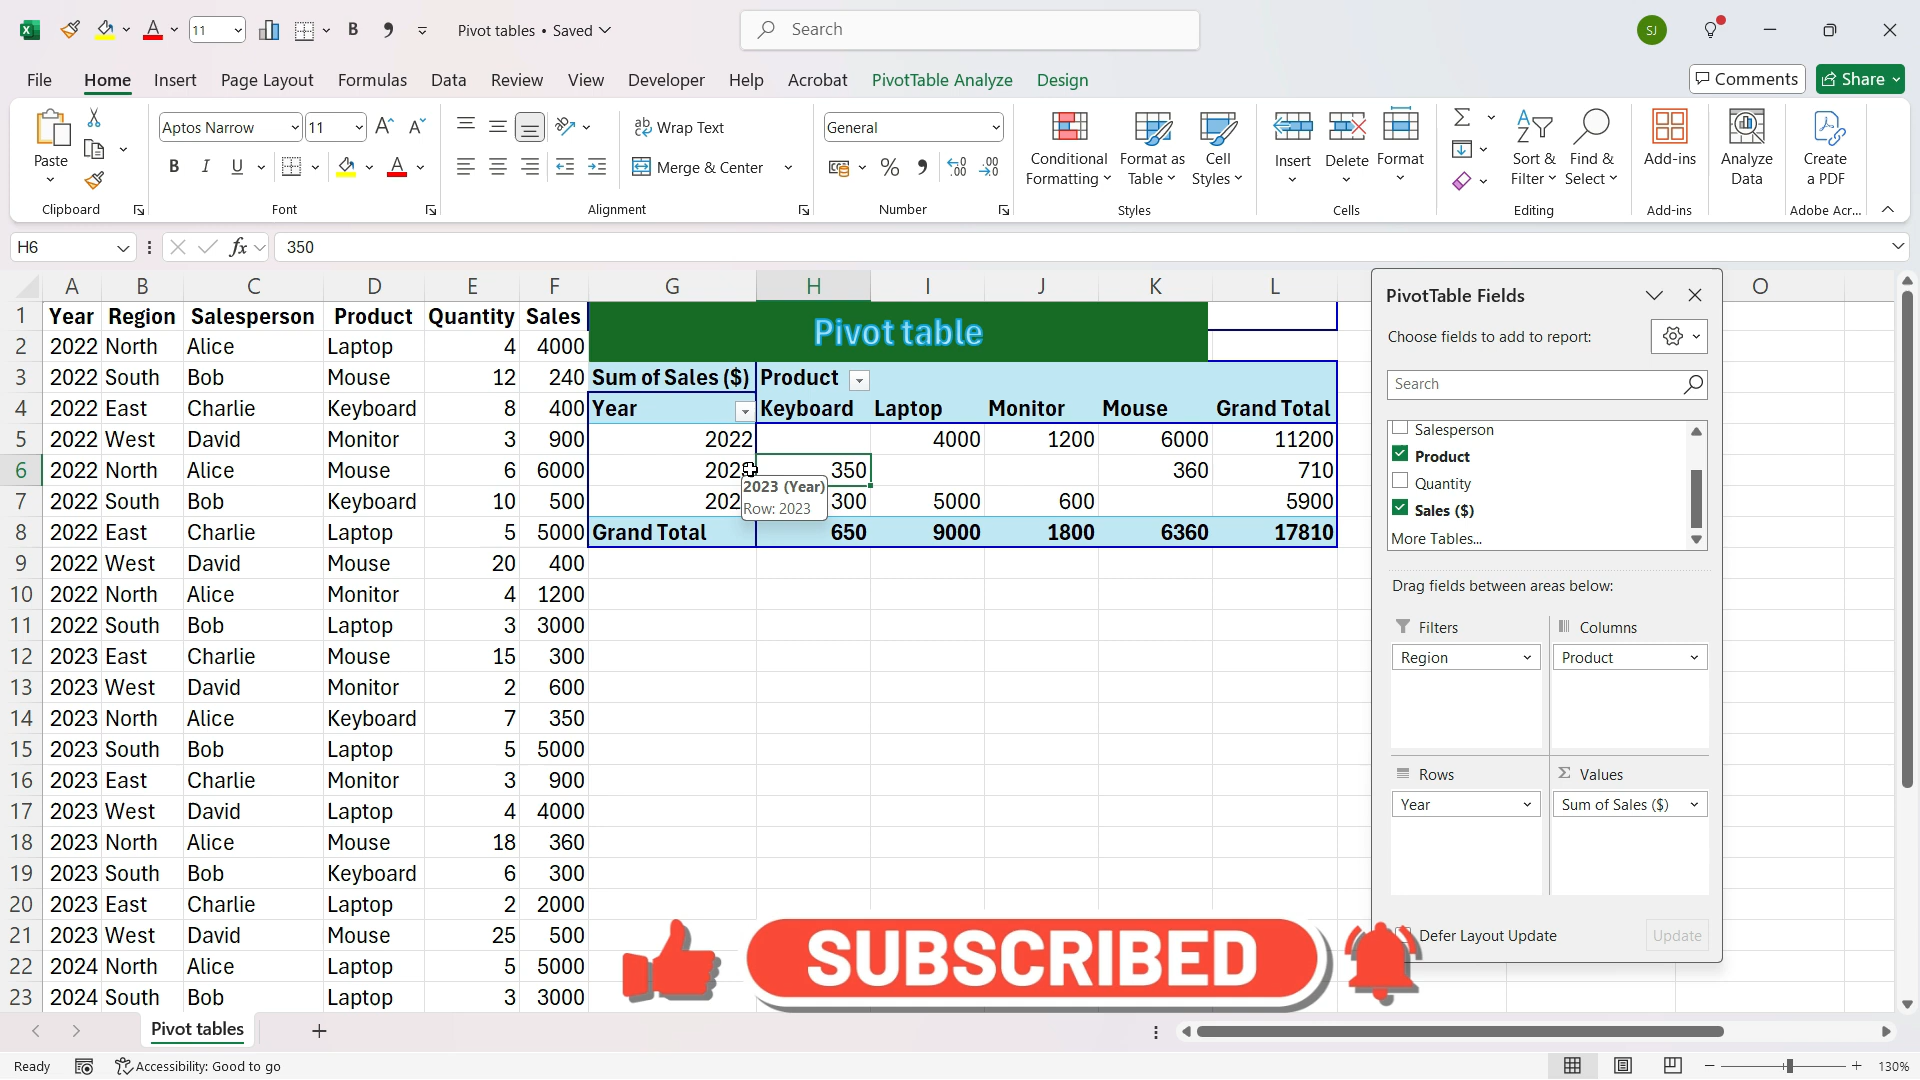 11 Pivot tables • Saved Search SJ
File Home Insert Page Layout Formulas Data Review View Developer Help Acrobat PivotTable Analyze Design Comments Share
Paste Aptos Narrow 11 Wrap Text General Conditional Formatting Format as Table Cell Styles Insert Delete Format Sort & Filter Find & Select Add-ins Analyze Data Create a PDF
B I U Merge & Center
Clipboard Font Alignment Number Styles Cells Editing Add-ins Adobe Acr...
H6 fx 350
A B C D E F G H I J K L O
1 Year Region Salesperson Product Quantity Sales Pivot table
2 2022 North Alice Laptop 4 4000
3 2022 South Bob Mouse 12 240 Sum of Sales ($) Product
4 2022 East Charlie Keyboard 8 400 Year Keyboard Laptop Monitor Mouse Grand Total
5 2022 West David Monitor 3 900 2022 4000 1200 6000 11200
6 2022 North Alice Mouse 6 6000 2023 350 360 710
7 2022 South Bob Keyboard 10 500 202 300 5000 600 5900
8 2022 East Charlie Laptop 5 5000 Grand Total 650 9000 1800 6360 17810
9 2022 West David Mouse 20 400
10 2022 North Alice Monitor 4 1200
11 2022 South Bob Laptop 3 3000
12 2023 East Charlie Mouse 15 300
13 2023 West David Monitor 2 600
14 2023 North Alice Keyboard 7 350
15 2023 South Bob Laptop 5 5000
16 2023 East Charlie Monitor 3 900
17 2023 West David Laptop 4 4000
18 2023 North Alice Mouse 18 360
19 2023 South Bob Keyboard 6 300
20 2023 East Charlie Laptop 2 2000
21 2023 West David Mouse 25 500
22 2024 North Alice Laptop 5 5000
23 2024 South Bob Laptop 3 3000
2023 (Year)
Row: 2023
PivotTable Fields
Choose fields to add to report:
Search
Salesperson
Product
Quantity
Sales ($)
More Tables...
Drag fields between areas below:
Filters Columns
Region Product
Rows Values
Year Sum of Sales ($)
Defer Layout Update Update
SUBSCRIBED
Pivot tables
Ready Accessibility: Good to go 130%